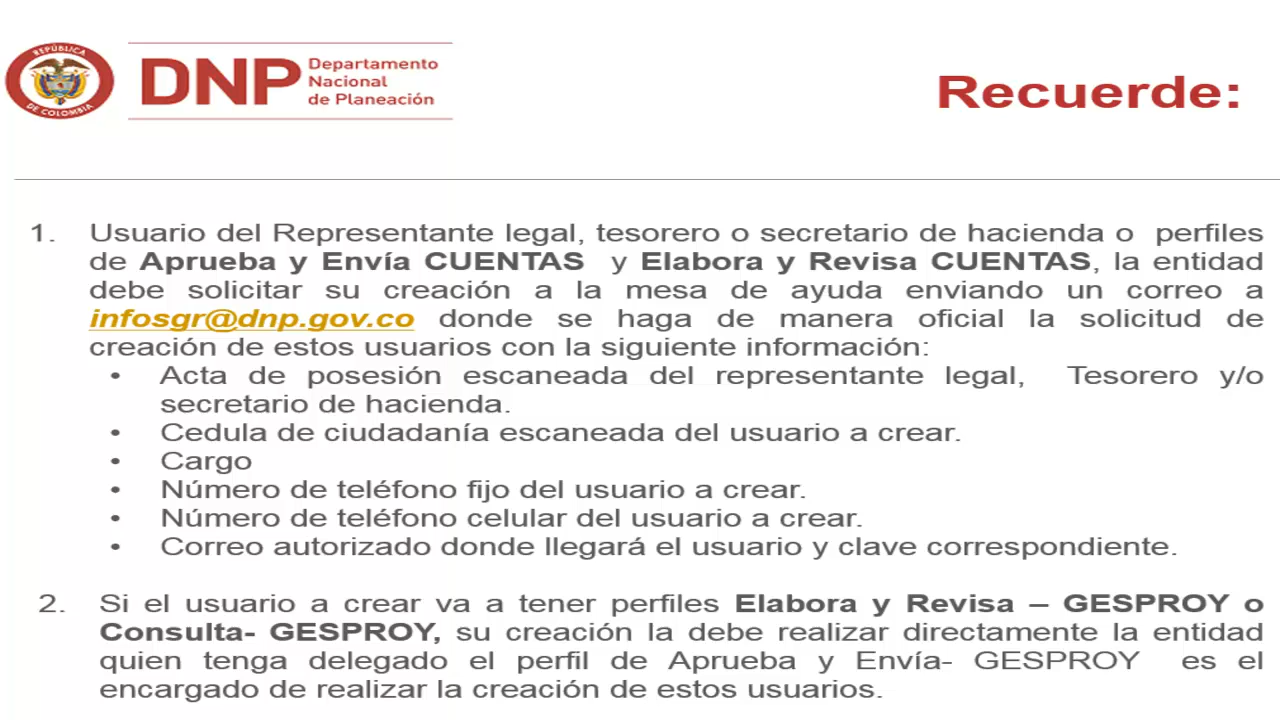 REPÚBLICA
DE COLOMBIA
DNP
Departamento
Nacional
de Planeación
Recuerde:
1. Usuario del Representante legal, tesorero o secretario de hacienda o perfiles
de Aprueba y Envía CUENTAS y Elabora y Revisa CUENTAS, la entidad
debe solicitar su creación a la mesa de ayuda enviando un correo a
infosgr@dnp.gov.co donde se haga de manera oficial la solicitud de
creación de estos usuarios con la siguiente información:
• Acta de posesión escaneada del representante legal, Tesorero y/o
secretario de hacienda.
• Cedula de ciudadanía escaneada del usuario a crear.
• Cargo
• Número de teléfono fijo del usuario a crear.
• Número de teléfono celular del usuario a crear.
• Correo autorizado donde llegará el usuario y clave correspondiente.
2. Si el usuario a crear va a tener perfiles Elabora y Revisa – GESPROY o
Consulta- GESPROY, su creación la debe realizar directamente la entidad
quien tenga delegado el perfil de Aprueba y Envía- GESPROY es el
encargado de realizar la creación de estos usuarios.